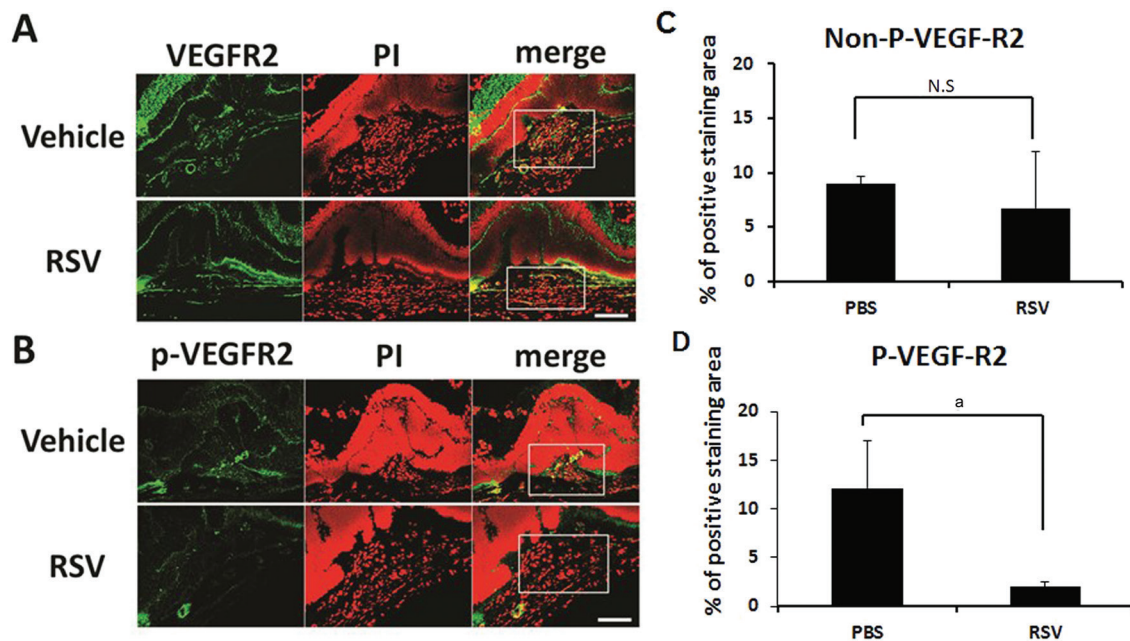 A
VEGFR2 PI merge
Vehicle
RSV
B
p-VEGFR2 PI merge
Vehicle
RSV
C
Non-P-VEGF-R2
% of positive staining area
20
15
10
5
0
N.S
PBS RSV
D
P-VEGF-R2
% of positive staining area
20
15
10
5
0
a
PBS RSV